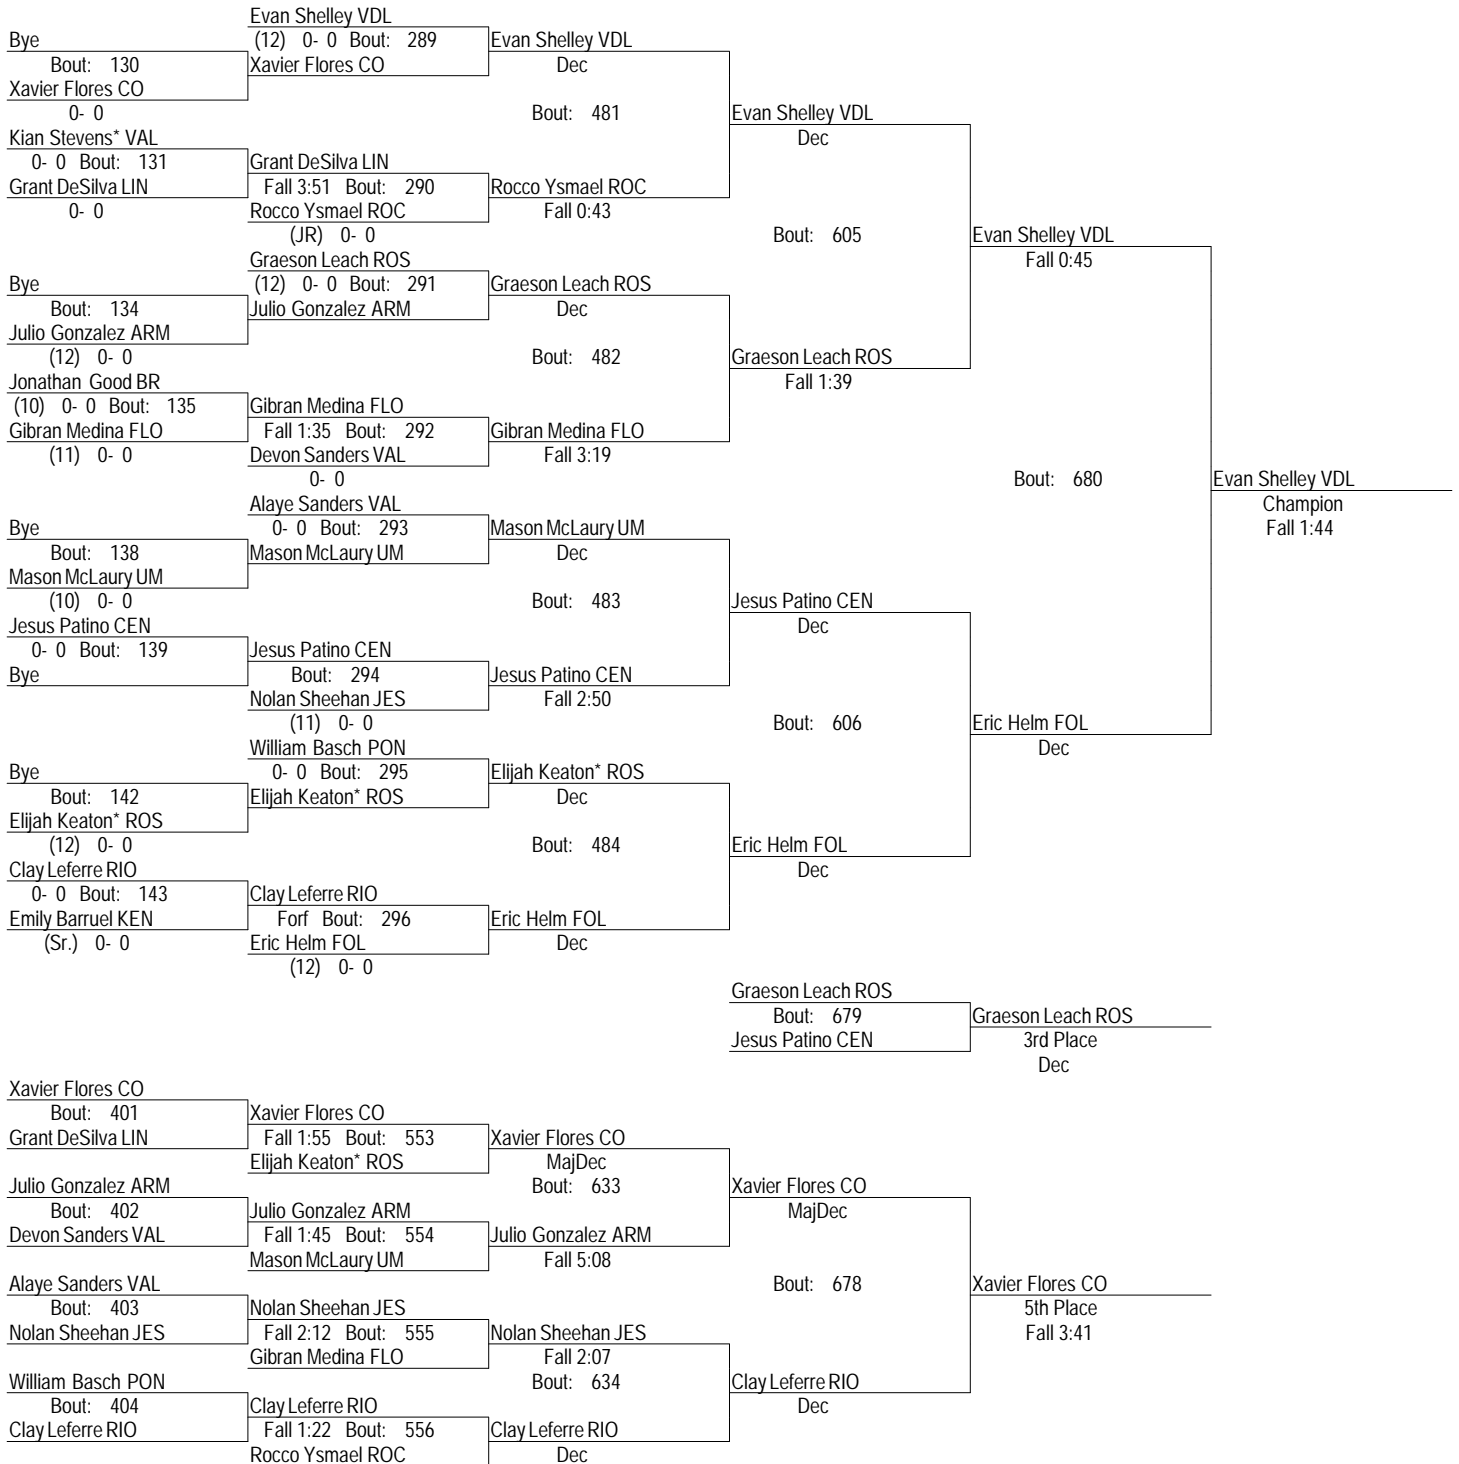 Evan Shelley VDL
Bye
(12) 0- 0 Bout: 289
Evan Shelley VDL
Bout: 130
Xavier Flores CO
Dec
Xavier Flores CO
0- 0
Bout: 481
Evan Shelley VDL
Kian Stevens* VAL
Dec
0- 0 Bout: 131
Grant DeSilva LIN
Grant DeSilva LIN
Fall 3:51 Bout: 290
Rocco Ysmael ROC
0- 0
Rocco Ysmael ROC
Fall 0:43
(JR) 0- 0
Bout: 605
Evan Shelley VDL
Graeson Leach ROS
Fall 0:45
Bye
(12) 0- 0 Bout: 291
Graeson Leach ROS
Bout: 134
Julio Gonzalez ARM
Dec
Julio Gonzalez ARM
(12) 0- 0
Bout: 482
Graeson Leach ROS
Jonathan Good BR
Fall 1:39
(10) 0- 0 Bout: 135
Gibran Medina FLO
Gibran Medina FLO
Fall 1:35 Bout: 292
Gibran Medina FLO
(11) 0- 0
Devon Sanders VAL
Fall 3:19
0- 0
Bout: 680
Evan Shelley VDL
Alaye Sanders VAL
Champion
Bye
0- 0 Bout: 293
Mason McLaury UM
Fall 1:44
Bout: 138
Mason McLaury UM
Dec
Mason McLaury UM
(10) 0- 0
Bout: 483
Jesus Patino CEN
Jesus Patino CEN
Dec
0- 0 Bout: 139
Jesus Patino CEN
Bye
Bout: 294
Jesus Patino CEN
Nolan Sheehan JES
Fall 2:50
(11) 0- 0
Bout: 606
Eric Helm FOL
William Basch PON
Dec
Bye
0- 0 Bout: 295
Elijah Keaton* ROS
Bout: 142
Elijah Keaton* ROS
Dec
Elijah Keaton* ROS
(12) 0- 0
Bout: 484
Eric Helm FOL
Clay Leferre RIO
Dec
0- 0 Bout: 143
Clay Leferre RIO
Emily Barruel KEN
Forf Bout: 296
Eric Helm FOL
(Sr.) 0- 0
Eric Helm FOL
Dec
(12) 0- 0
Graeson Leach ROS
Bout: 679
Graeson Leach ROS
Jesus Patino CEN
3rd Place
Dec
Xavier Flores CO
Bout: 401
Xavier Flores CO
Grant DeSilva LIN
Fall 1:55 Bout: 553
Xavier Flores CO
Elijah Keaton* ROS
MajDec
Julio Gonzalez ARM
Bout: 633
Xavier Flores CO
Bout: 402
Julio Gonzalez ARM
MajDec
Devon Sanders VAL
Fall 1:45 Bout: 554
Julio Gonzalez ARM
Mason McLaury UM
Fall 5:08
Alaye Sanders VAL
Bout: 678
Xavier Flores CO
Bout: 403
Nolan Sheehan JES
5th Place
Nolan Sheehan JES
Fall 2:12 Bout: 555
Nolan Sheehan JES
Fall 3:41
Gibran Medina FLO
Fall 2:07
William Basch PON
Bout: 634
Clay Leferre RIO
Bout: 404
Clay Leferre RIO
Dec
Clay Leferre RIO
Fall 1:22 Bout: 556
Clay Leferre RIO
Rocco Ysmael ROC
Dec